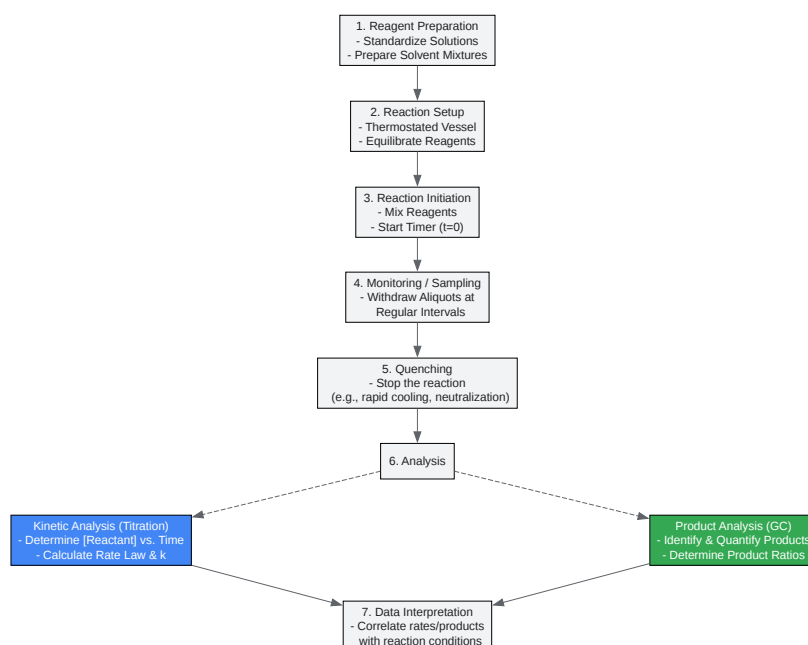 1. Reagent Preparation
- Standardize Solutions
- Prepare Solvent Mixtures
2. Reaction Setup
- Thermostated Vessel
- Equilibrate Reagents
3. Reaction Initiation
- Mix Reagents
- Start Timer (t=0)
4. Monitoring / Sampling
- Withdraw Aliquots at
Regular Intervals
5. Quenching
- Stop the reaction
(e.g., rapid cooling, neutralization)
6. Analysis
Kinetic Analysis (Titration)
- Determine [Reactant] vs. Time
- Calculate Rate Law & k
Product Analysis (GC)
- Identify & Quantify Products
- Determine Product Ratios
7. Data Interpretation
- Correlate rates/products
with reaction conditions